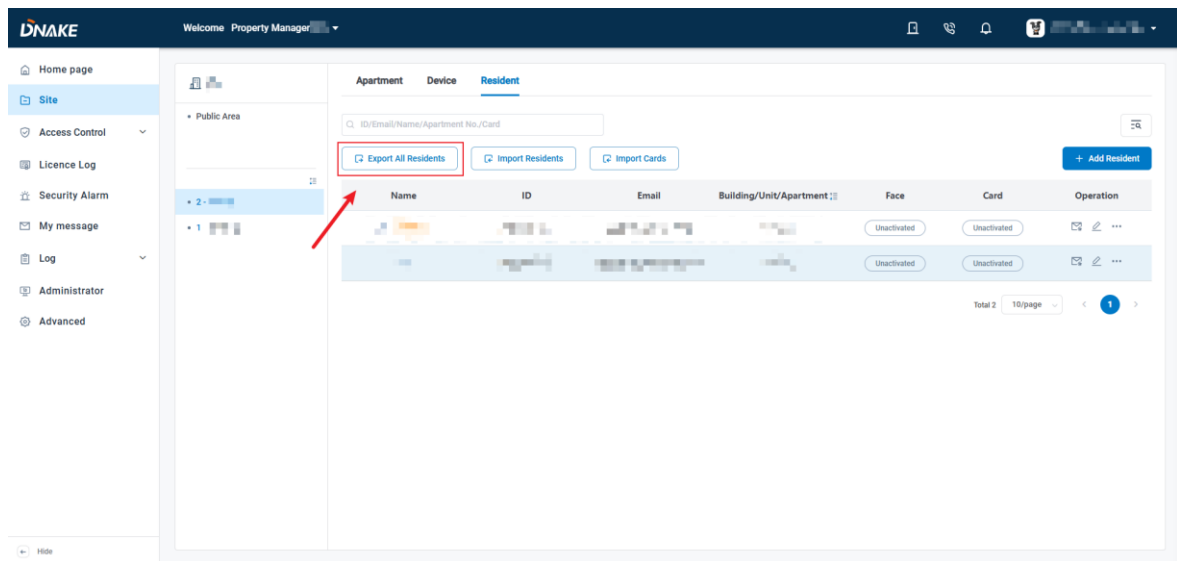 DNAKE
Welcome Property Manager
Home page
Site
Access Control
Licence Log
Security Alarm
My message
Log
Administrator
Advanced
Hide
Public Area
2 -
1
Apartment Device Resident
ID/Email/Name/Apartment No./Card
Export All Residents Import Residents Import Cards + Add Resident
Name ID Email Building/Unit/Apartment Face Card Operation
Unactivated Unactivated
Unactivated Unactivated
Total 2 10/page < 1 >